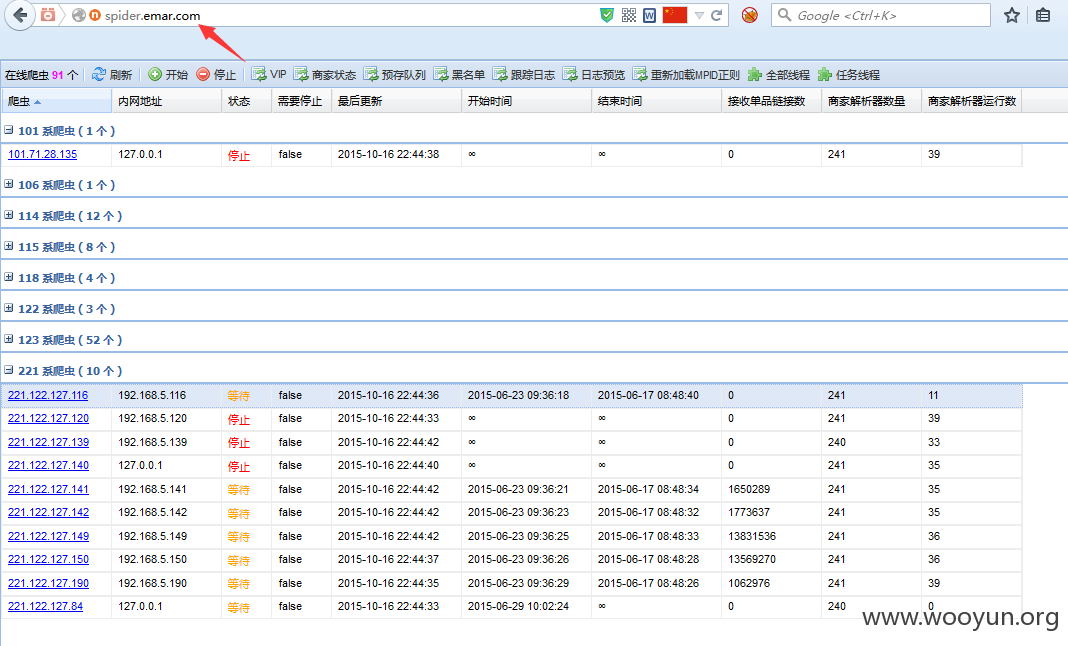 spider.emar.com Google <Ctrl+K>
在线爬虫 91 个 刷新 开始 停止 VIP 商家状态 预存队列 黑名单 跟踪日志 日志预览 重新加载MPID正则 全部线程 任务线程
爬虫 内网地址 状态 需要停止 最后更新 开始时间 结束时间 接收单品链接数 商家解析器数量 商家解析器运行数
101 系爬虫 ( 1 个 )
101.71.28.135 127.0.0.1 停止 false 2015-10-16 22:44:38 ∞ ∞ 0 241 39
106 系爬虫 ( 1 个 )
114 系爬虫 ( 12 个 )
115 系爬虫 ( 8 个 )
118 系爬虫 ( 4 个 )
122 系爬虫 ( 3 个 )
123 系爬虫 ( 52 个 )
221 系爬虫 ( 10 个 )
221.122.127.116 192.168.5.116 等待 false 2015-10-16 22:44:36 2015-06-23 09:36:18 2015-06-17 08:48:40 0 241 11
221.122.127.120 192.168.5.120 停止 false 2015-10-16 22:44:33 ∞ ∞ 0 241 39
221.122.127.139 192.168.5.139 停止 false 2015-10-16 22:44:42 ∞ ∞ 0 240 33
221.122.127.140 127.0.0.1 停止 false 2015-10-16 22:44:40 ∞ ∞ 0 241 35
221.122.127.141 192.168.5.141 等待 false 2015-10-16 22:44:42 2015-06-23 09:36:21 2015-06-17 08:48:34 1650289 241 35
221.122.127.142 192.168.5.142 等待 false 2015-10-16 22:44:42 2015-06-23 09:36:23 2015-06-17 08:48:32 1773637 241 35
221.122.127.149 192.168.5.149 等待 false 2015-10-16 22:44:42 2015-06-23 09:36:25 2015-06-17 08:48:33 13831536 241 36
221.122.127.150 192.168.5.150 等待 false 2015-10-16 22:44:37 2015-06-23 09:36:26 2015-06-17 08:48:28 13569270 241 36
221.122.127.190 192.168.5.190 等待 false 2015-10-16 22:44:35 2015-06-23 09:36:29 2015-06-17 08:48:26 1062976 241 39
221.122.127.84 127.0.0.1 等待 false 2015-10-16 22:44:33 2015-06-29 10:02:24 ∞ 0 240 0
www.wooyun.org